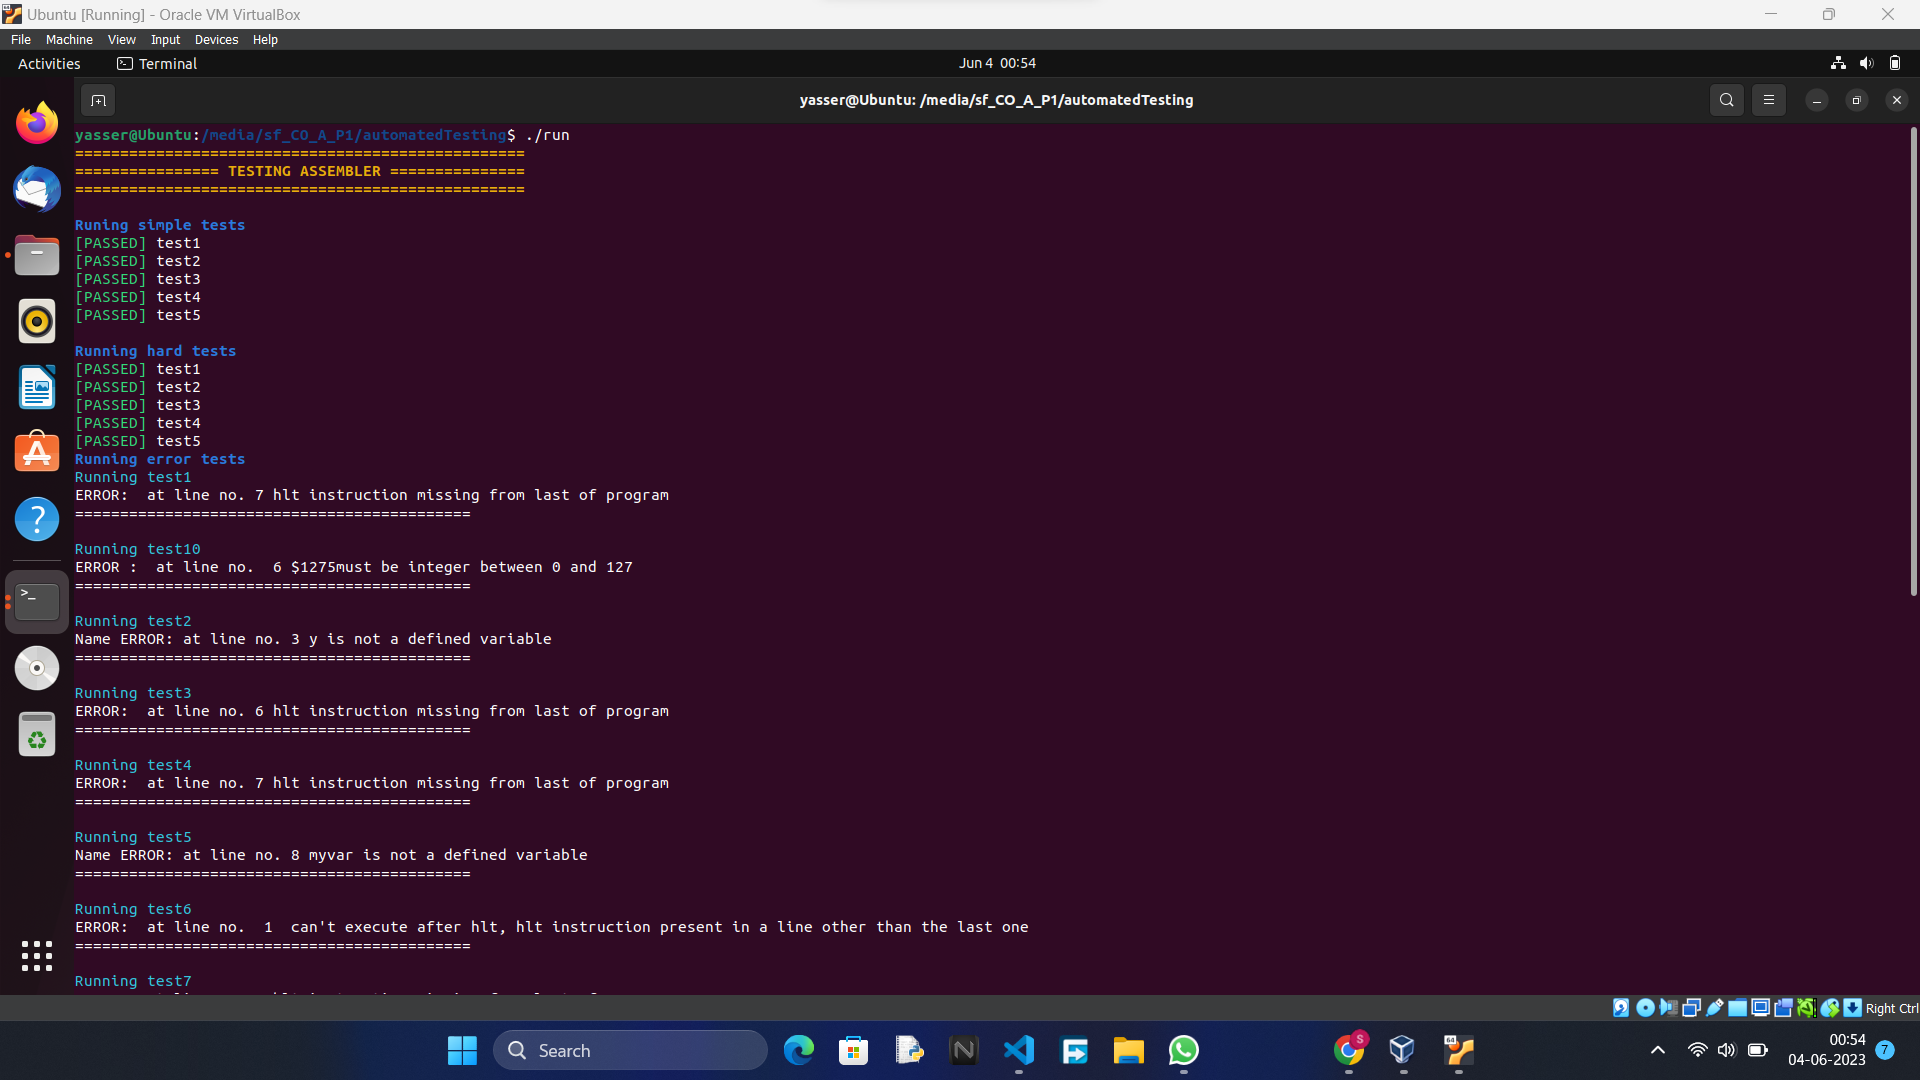 Ubuntu [Running] - Oracle VM VirtualBox
File Machine View Input Devices Help
Activities Terminal Jun 4 00:54
yasser@Ubuntu: /media/sf_CO_A_P1/automatedTesting
yasser@Ubuntu:/media/sf_CO_A_P1/automatedTesting$ ./run
==================================================
================ TESTING ASSEMBLER ===============
==================================================
Runing simple tests
[PASSED] test1
[PASSED] test2
[PASSED] test3
[PASSED] test4
[PASSED] test5
Running hard tests
[PASSED] test1
[PASSED] test2
[PASSED] test3
[PASSED] test4
[PASSED] test5
Running error tests
Running test1
ERROR:  at line no. 7 hlt instruction missing from last of program
============================================
Running test10
ERROR :  at line no.  6 $1275must be integer between 0 and 127
============================================
Running test2
Name ERROR: at line no. 3 y is not a defined variable
============================================
Running test3
ERROR:  at line no. 6 hlt instruction missing from last of program
============================================
Running test4
ERROR:  at line no. 7 hlt instruction missing from last of program
============================================
Running test5
Name ERROR: at line no. 8 myvar is not a defined variable
============================================
Running test6
ERROR:  at line no.  1  can't execute after hlt, hlt instruction present in a line other than the last one
============================================
Running test7
Right Ctrl
Search
00:54
04-06-2023
7